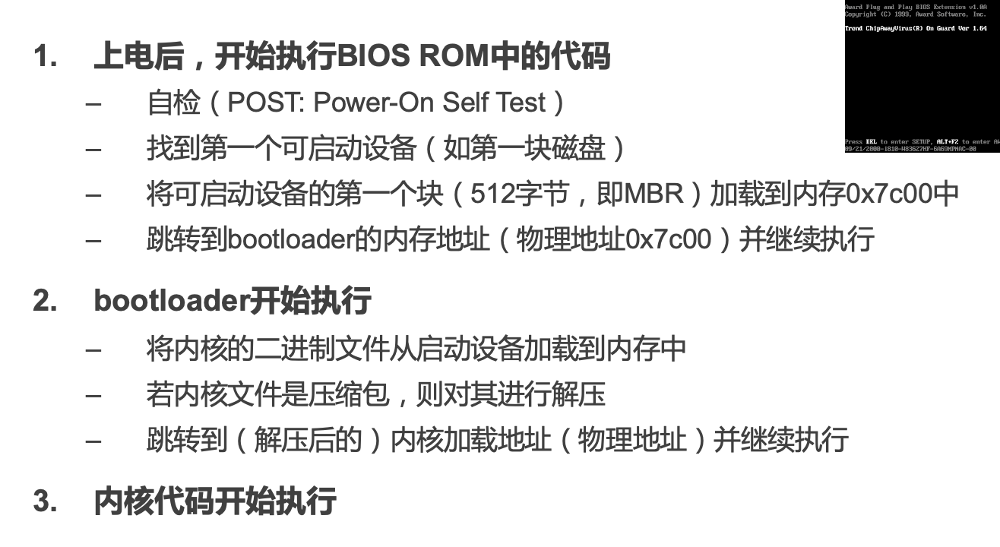 Award Plug and Play BIOS Extension v1.0A
Copyright (C) 1999, Award Software, Inc.
Trend ChipAwayVirus(R) On Guard Ver 1.64
Press DEL to enter SETUP, ALT+F2 to enter AW
09/21/2000-i810-W83627HF-6A69MPNAC-00
1. 上电后，开始执行BIOS ROM中的代码
– 自检（POST: Power-On Self Test）
– 找到第一个可启动设备（如第一块磁盘）
– 将可启动设备的第一个块（512字节，即MBR）加载到内存0x7c00中
– 跳转到bootloader的内存地址（物理地址0x7c00）并继续执行
2. bootloader开始执行
– 将内核的二进制文件从启动设备加载到内存中
– 若内核文件是压缩包，则对其进行解压
– 跳转到（解压后的）内核加载地址（物理地址）并继续执行
3. 内核代码开始执行